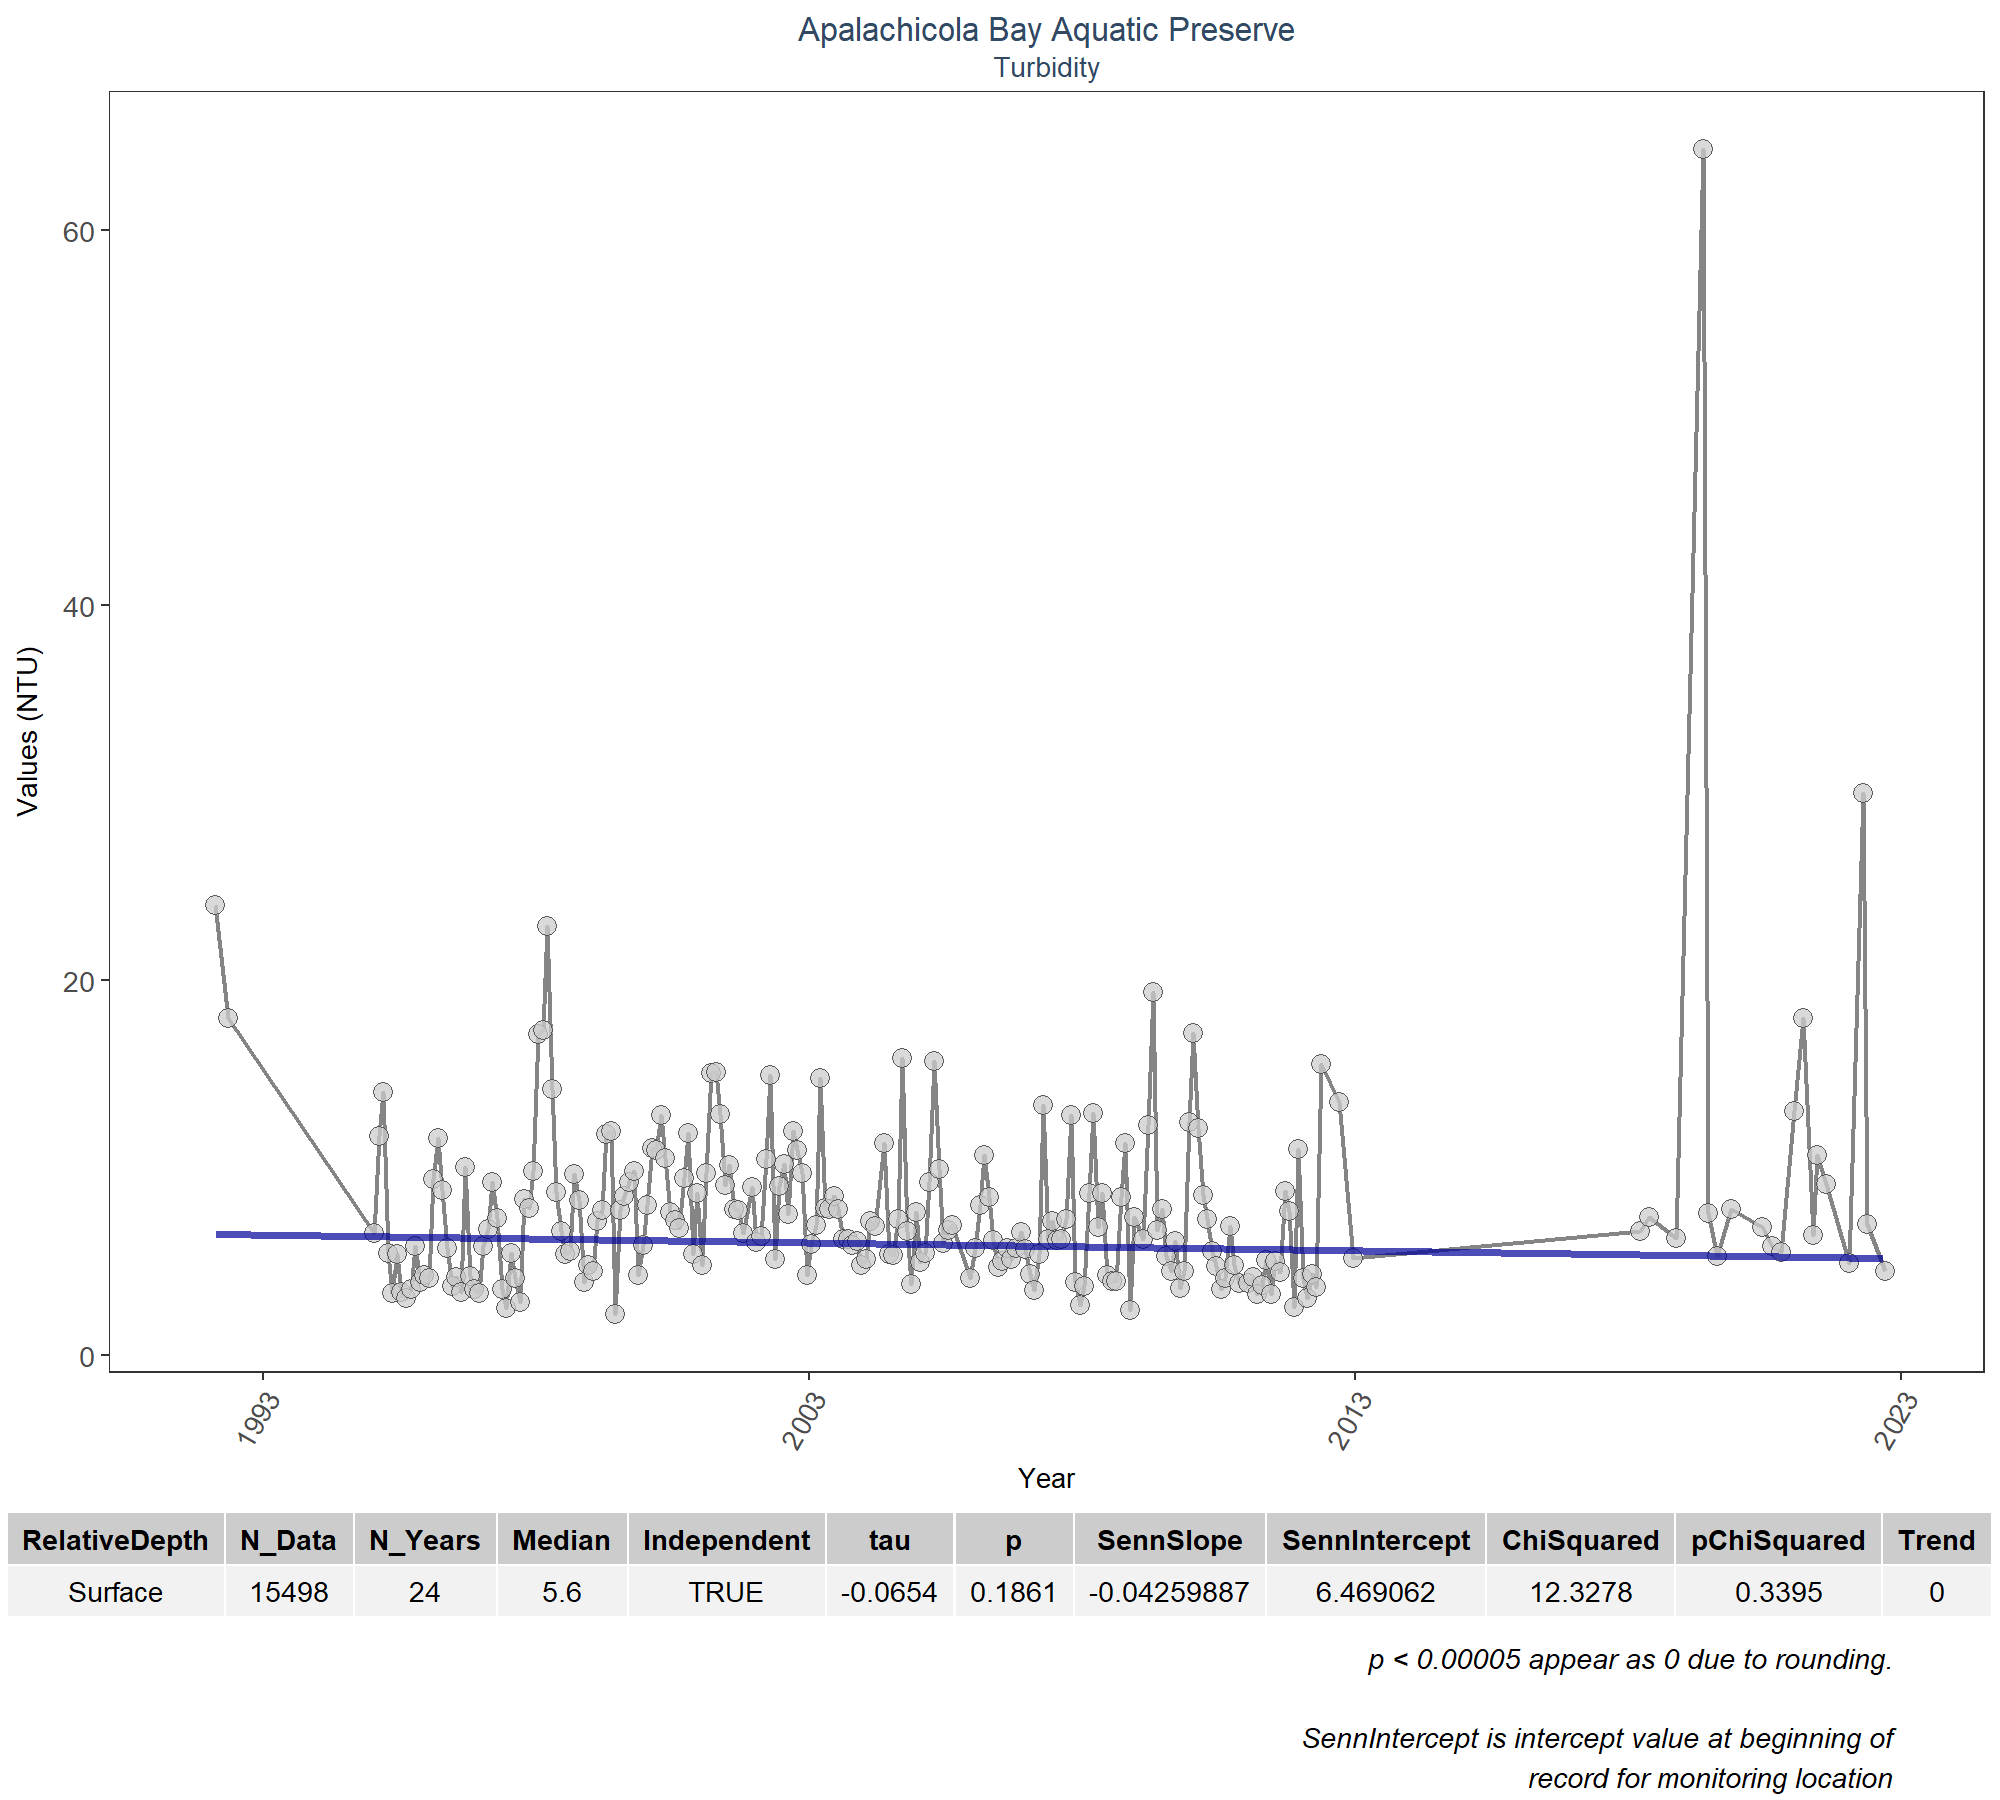 Apalachicola Bay Aquatic Preserve
Turbidity
Values (NTU)
60
40
20
0
1993 2003 2013 2023
Year
RelativeDepth N_Data N_Years Median Independent tau p SennSlope SennIntercept ChiSquared pChiSquared Trend
Surface 15498 24 5.6 TRUE -0.0654 0.1861 -0.04259887 6.469062 12.3278 0.3395 0
p < 0.00005 appear as 0 due to rounding.
SennIntercept is intercept value at beginning of
record for monitoring location